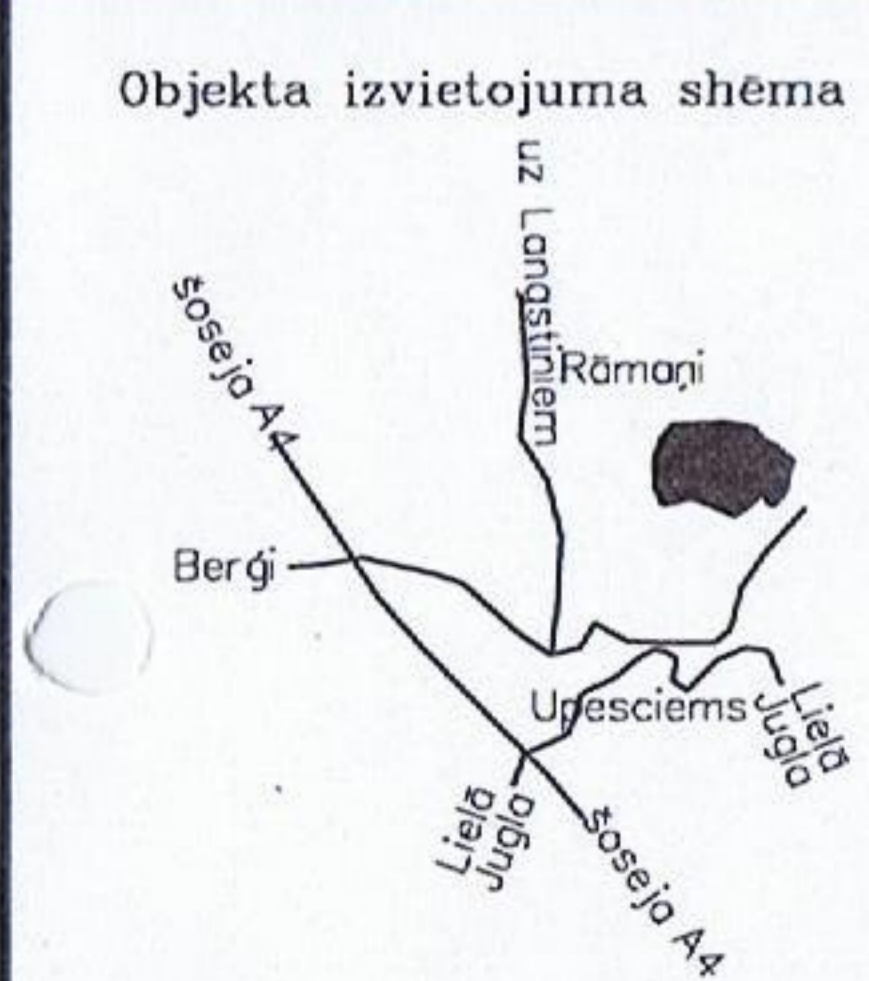 Objekta izvietojuma shēma
uz Langstiņiem
šoseja A4
Rāmaņi
Berģi
Upesciems
Lielā
Jugla
Lielā
Jugla
šoseja A4